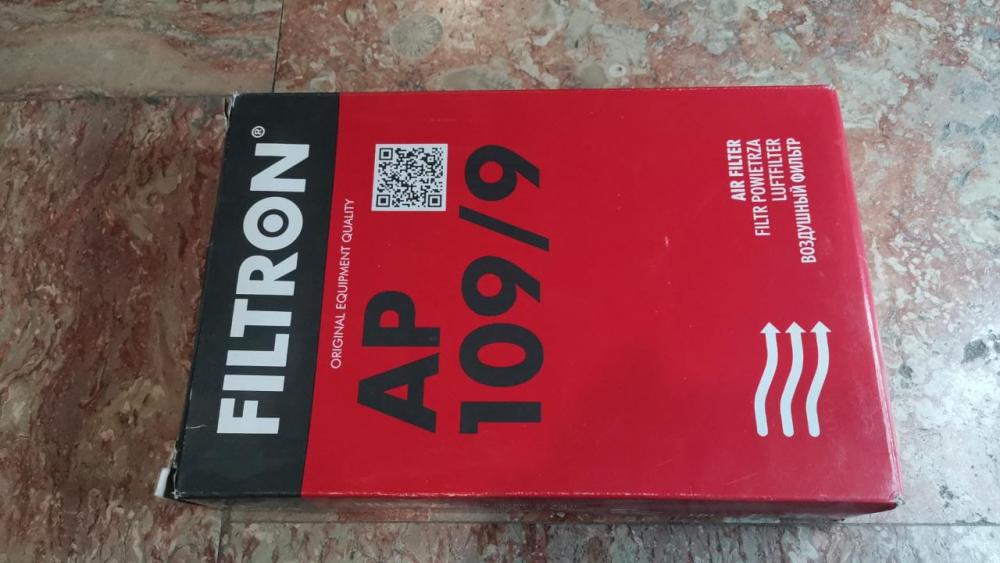 FILTRON®
ORIGINAL EQUIPMENT QUALITY
AP
109/9
AIR FILTER
FILTR POWIETRZA
LUFTFILTER
ВОЗДУШНЫЙ ФИЛЬТР